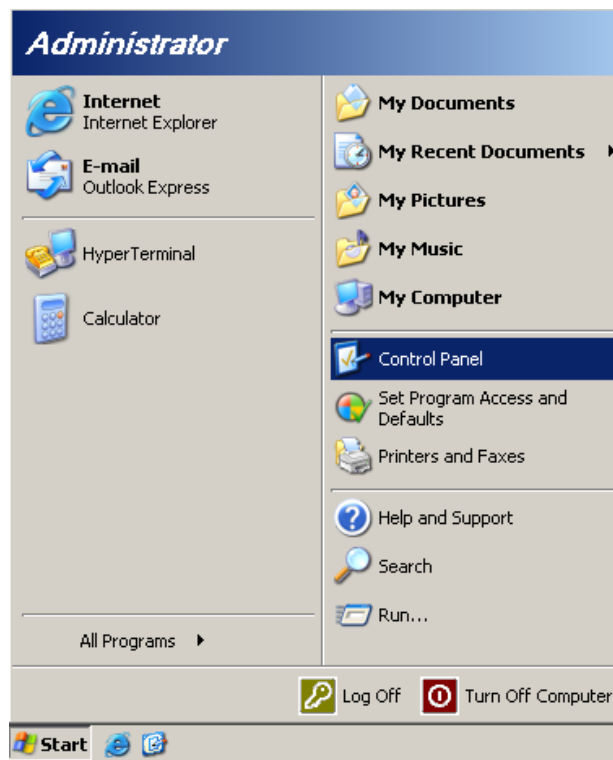 Administrator
Internet
Internet Explorer
E-mail
Outlook Express
HyperTerminal
Calculator
All Programs
My Documents
My Recent Documents
My Pictures
My Music
My Computer
Control Panel
Set Program Access and
Defaults
Printers and Faxes
Help and Support
Search
Run...
Log Off
Turn Off Computer
Start